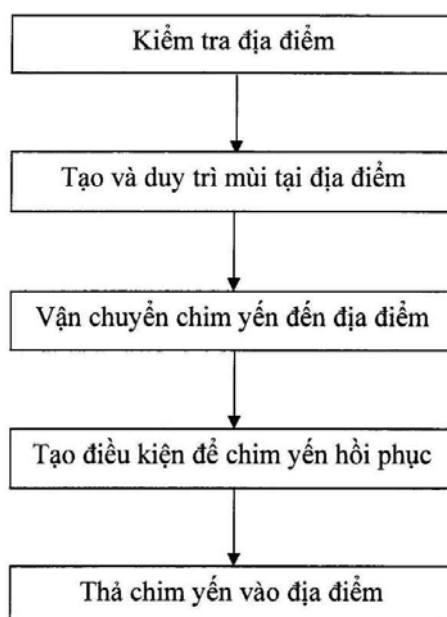 Kiểm tra địa điểm
Tạo và duy trì mùi tại địa điểm
Vận chuyển chim yến đến địa điểm
Tạo điều kiện để chim yến hồi phục
Thả chim yến vào địa điểm